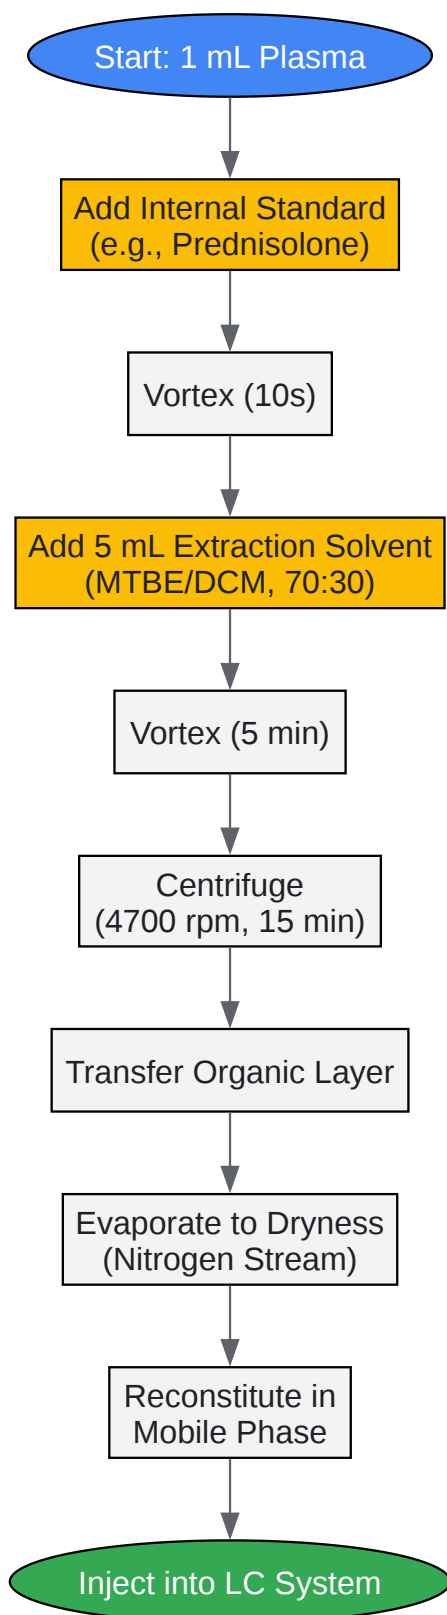 Start: 1 mL Plasma
Add Internal Standard
(e.g., Prednisolone)
Vortex (10s)
Add 5 mL Extraction Solvent
(MTBE/DCM, 70:30)
Vortex (5 min)
Centrifuge
(4700 rpm, 15 min)
Transfer Organic Layer
Evaporate to Dryness
(Nitrogen Stream)
Reconstitute in
Mobile Phase
Inject into LC System